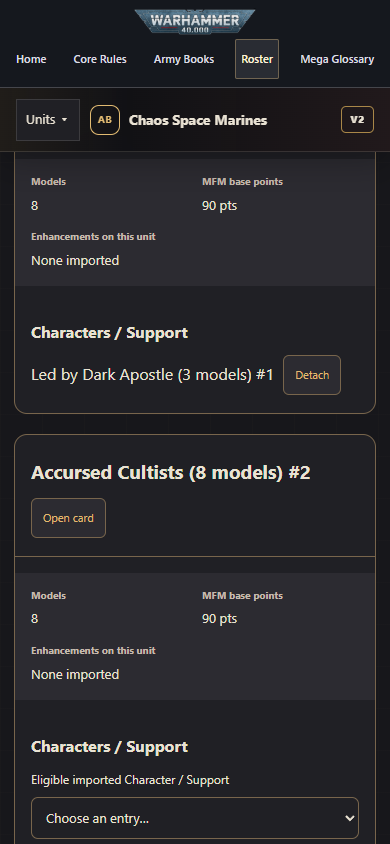 WARHAMMER
40,000
Home Core Rules Army Books Roster Mega Glossary
Units AB Chaos Space Marines V2
Models MFM base points
8 90 pts
Enhancements on this unit
None imported
Characters / Support
Led by Dark Apostle (3 models) #1 Detach
Accursed Cultists (8 models) #2
Open card
Models MFM base points
8 90 pts
Enhancements on this unit
None imported
Characters / Support
Eligible imported Character / Support
Choose an entry...